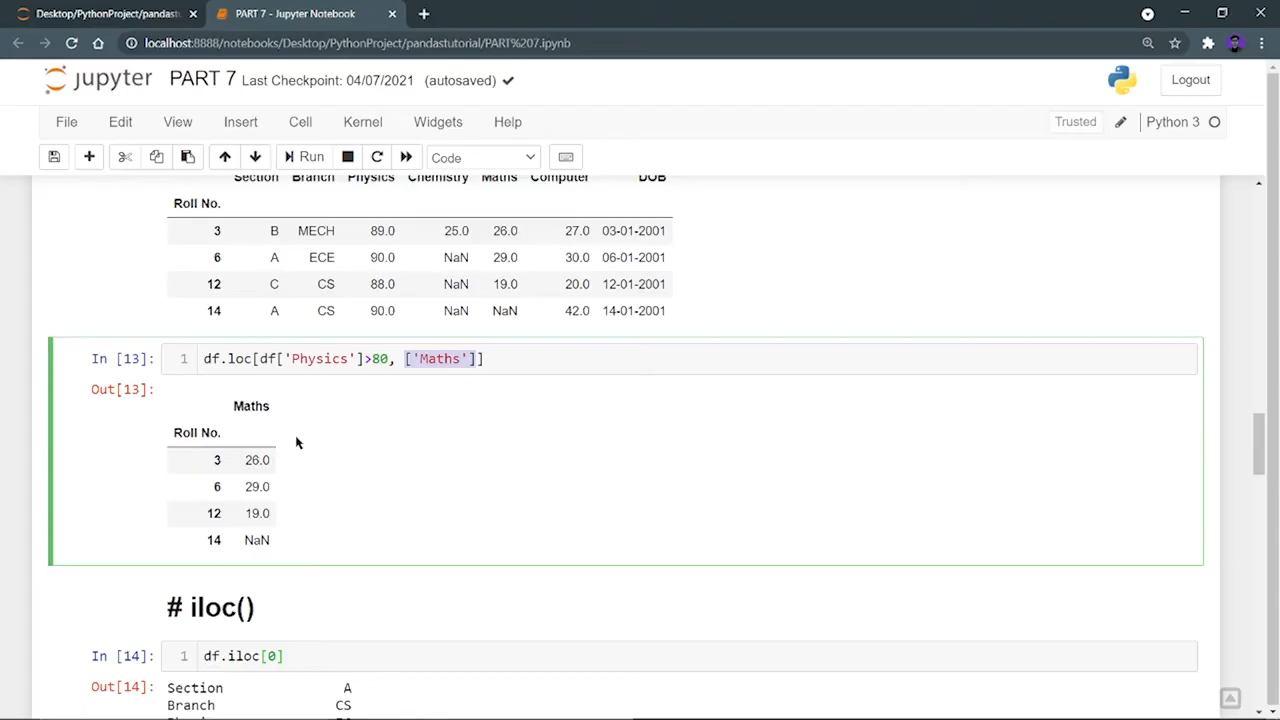 Desktop/PythonProject/pandastut
PART 7 - Jupyter Notebook
localhost:8888/notebooks/Desktop/PythonProject/pandastutorial/PART%207.ipynb
jupyter PART 7 Last Checkpoint: 04/07/2021 (autosaved)
Logout
File Edit View Insert Cell Kernel Widgets Help
Trusted
Python 3
Run
Code
Section Branch Physics Chemistry Maths Computer DOB
Roll No.
3 B MECH 89.0 25.0 26.0 27.0 03-01-2001
6 A ECE 90.0 NaN 29.0 30.0 06-01-2001
12 C CS 88.0 NaN 19.0 20.0 12-01-2001
14 A CS 90.0 NaN NaN 42.0 14-01-2001
In [13]: 1 df.loc[df['Physics']>80, ['Maths']]
Out[13]:
Maths
Roll No.
3 26.0
6 29.0
12 19.0
14 NaN
# iloc()
In [14]: 1 df.iloc[0]
Out[14]: Section A
Branch CS